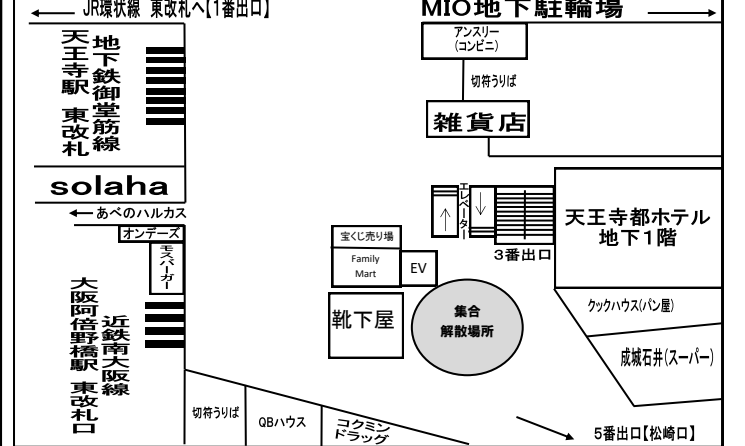 JR環状線 東改札へ【1番出口】
MIO地下駐輪場
アンスリー
(コンビニ)
切符うりば
雑貨店
地下鉄御堂筋線
天王寺駅 東改札
solaha
あべのハルカス
オンデーズ
モスバーガー
エレベーター
3番出口
天王寺都ホテル
地下1階
宝くじ売り場
Family
Mart
EV
靴下屋
集合
解散場所
クックハウス(パン屋)
成城石井(スーパー)
近鉄南大阪線
大阪阿倍野橋駅 東改札口
切符うりば
QBハウス
コクミン
ドラッグ
5番出口【松崎口】